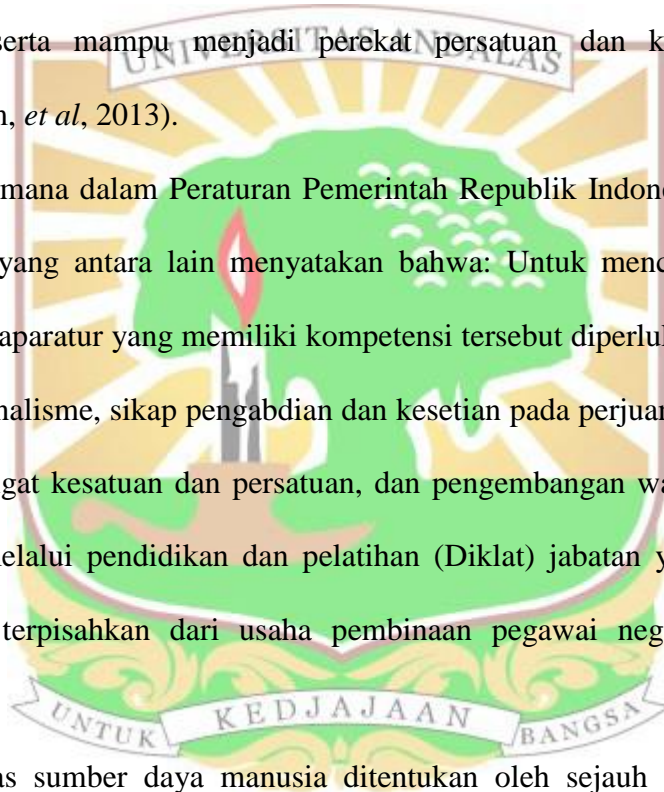 serta mampu menjadi perekat persatuan dan k
UNIVERSITAS ANDALAS
n, et al, 2013).
mana dalam Peraturan Pemerintah Republik Indone
yang antara lain menyatakan bahwa: Untuk menc
aparatur yang memiliki kompetensi tersebut diperlu
nalisme, sikap pengabdian dan kesetian pada perjuan
gat kesatuan dan persatuan, dan pengembangan wa
melalui pendidikan dan pelatihan (Diklat) jabatan y
terpisahkan dari usaha pembinaan pegawai neg
UNTUK KEDJAJAAN BANGSA
as sumber daya manusia ditentukan oleh sejauh